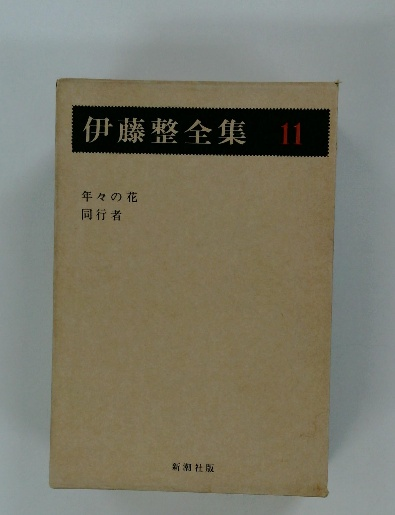 伊藤整全集 11
年々の花
同行者
新潮社版